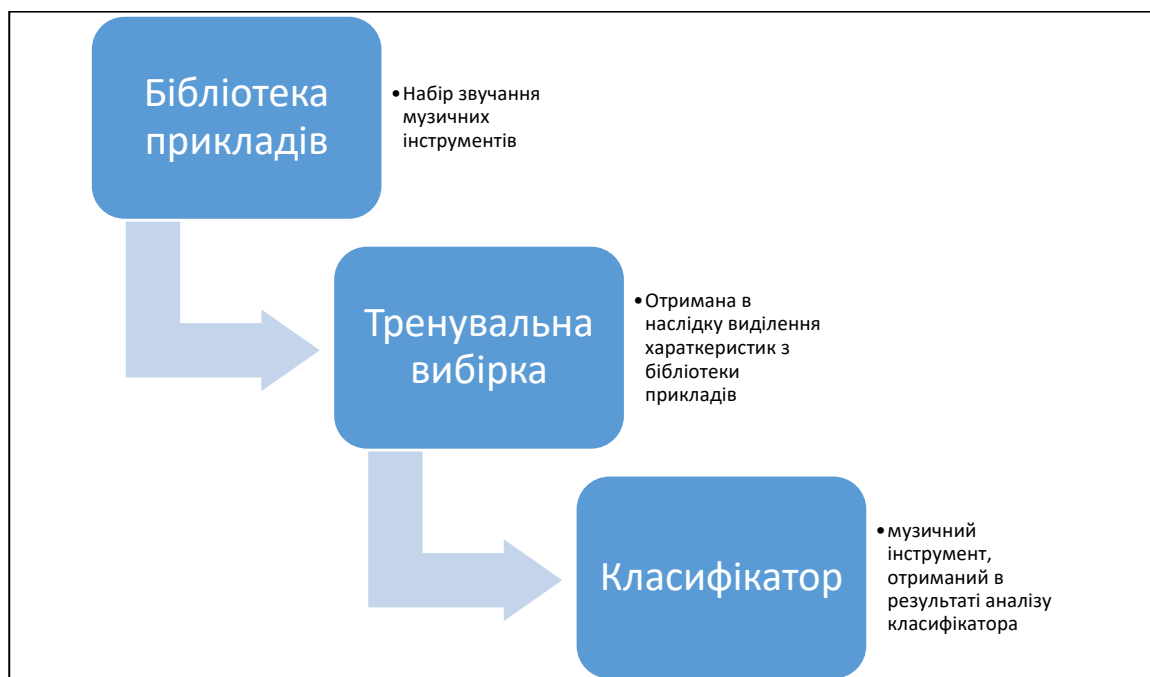 Бібліотека
прикладів
•Набір звучання
музичних
інструментів
Тренувальна
вибірка
•Отримана в
наслідку виділення
хараткеристик з
бібліотеки
прикладів
Класифікатор
•музичний
інструмент,
отриманий в
результаті аналізу
класифікатора